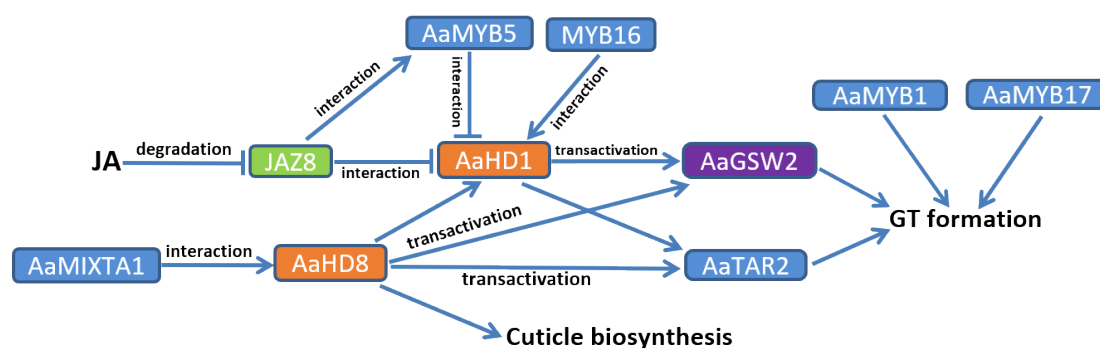 AaMYB5
MYB16
AaMYB1
AaMYB17
interaction
interaction
interaction
JA
degradation
JAZ8
interaction
AaHD1
transactivation
AaGSW2
GT formation
AaMIXTA1
interaction
AaHD8
transactivation
transactivation
AaTAR2
Cuticle biosynthesis